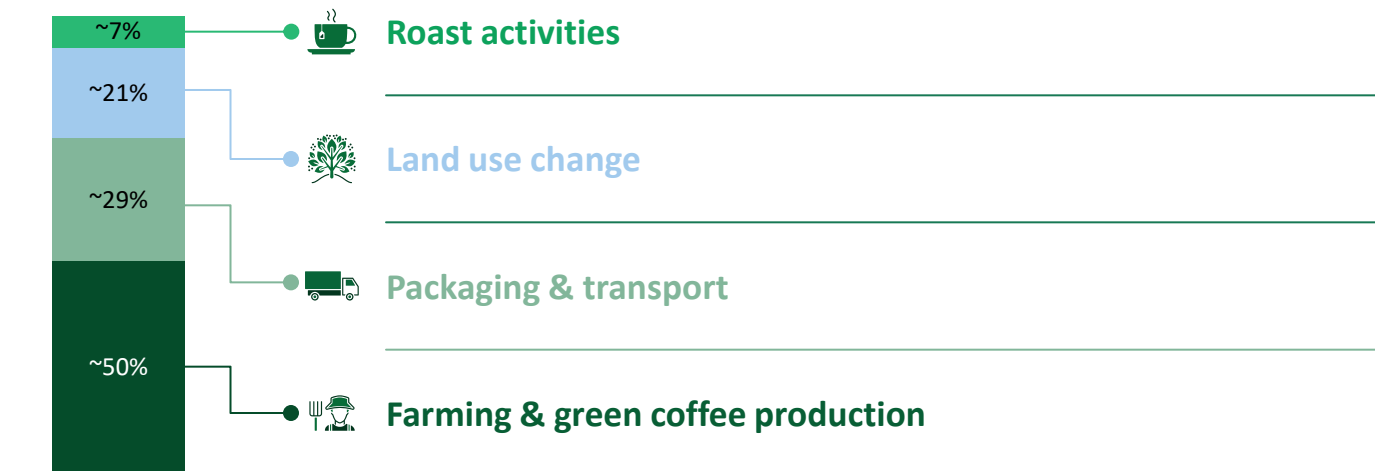 ~7%
Roast activities
~21%
Land use change
~29%
Packaging & transport
~50%
Farming & green coffee production